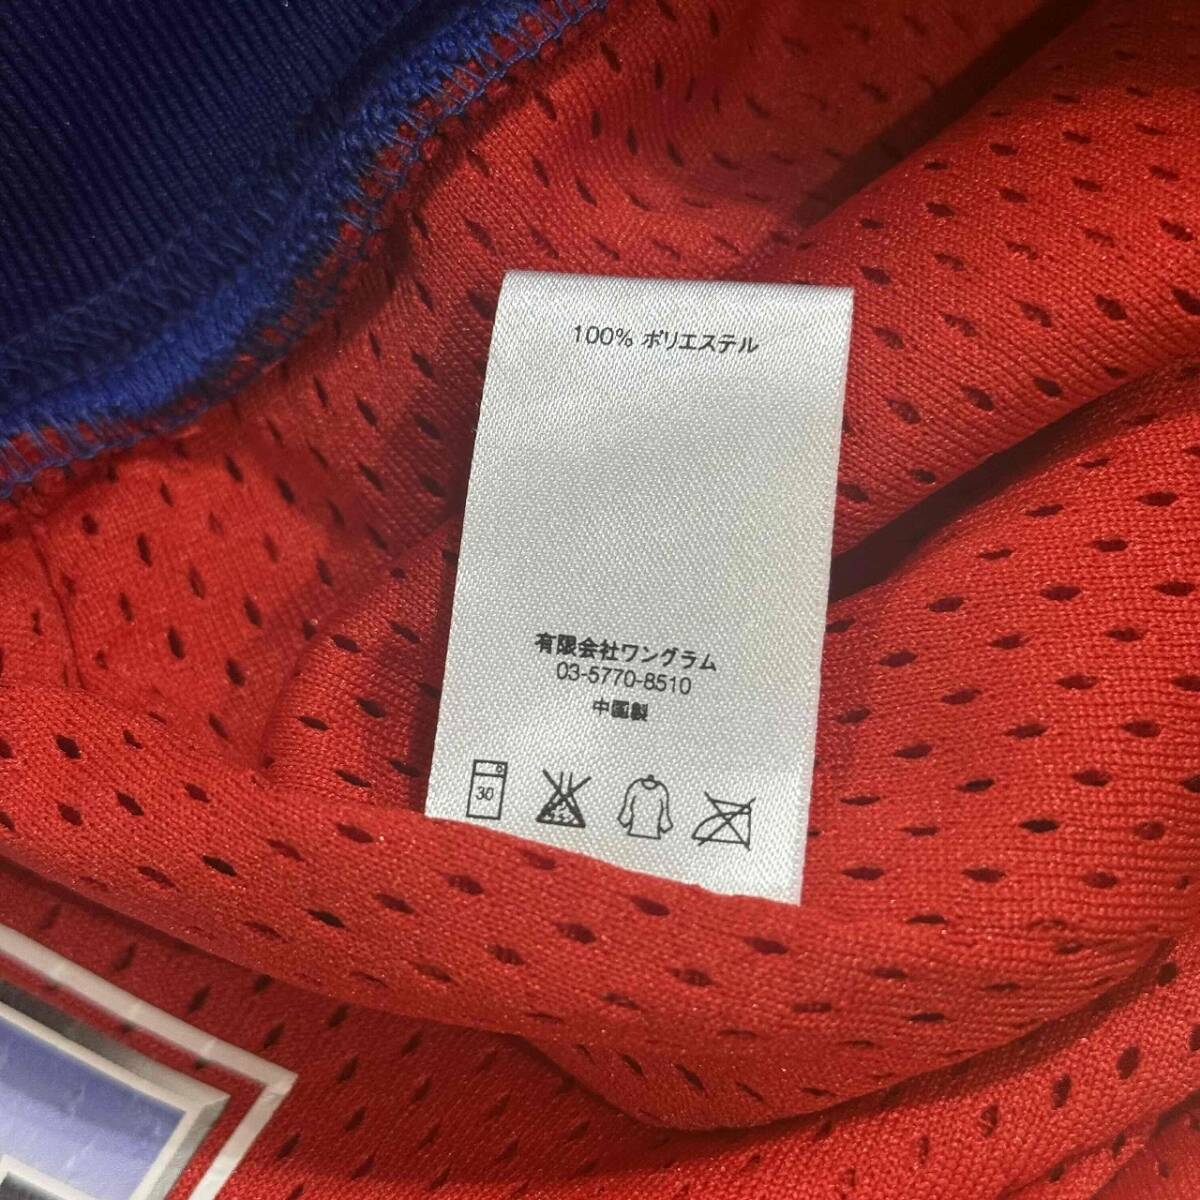 100% ポリエステル
有限会社ワングラム
03-5770-8510
中国製
30